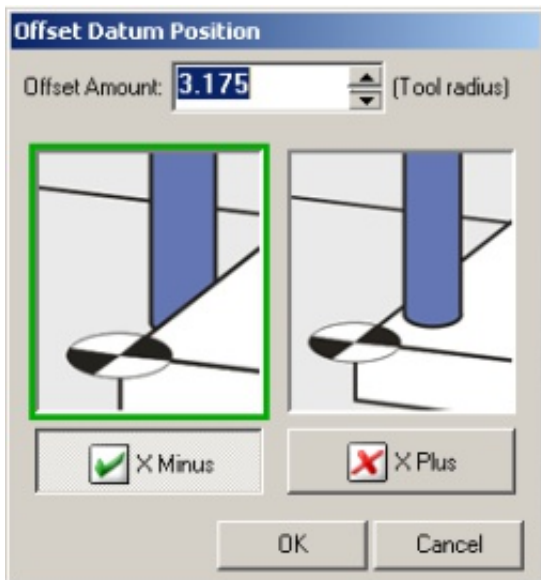 Offset Datum Position
Offset Amount: 3.175 (Tool radius)
X Minus X Plus
OK Cancel